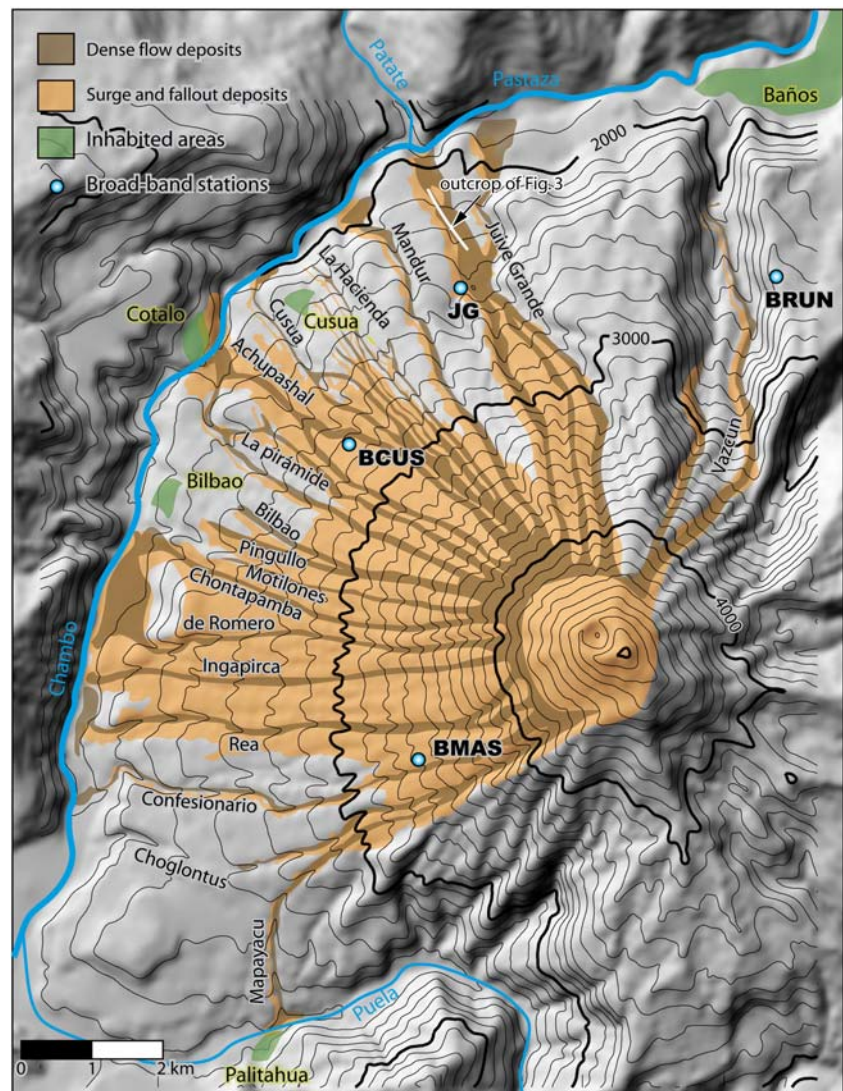 Dense flow deposits
Surge and fallout deposits
Inhabited areas
Broad-band stations
Patate
Pastaza
Baños
2000
outcrop of Fig. 3
Mandur
Juive Grande
La Hacienda
JG
BRUN
Cotalo
Cusua
Cusua
3000
Achupashal
BCUS
Vazcun
La pirámide
Bilbao
Bilbao
Pingullo
Motilones
Chontapamba
de Romero
4000
Ingapirca
Chambo
Rea
BMAS
Confesionario
Choglontus
Mapayacu
Puela
0 1 2 km
Palitahua